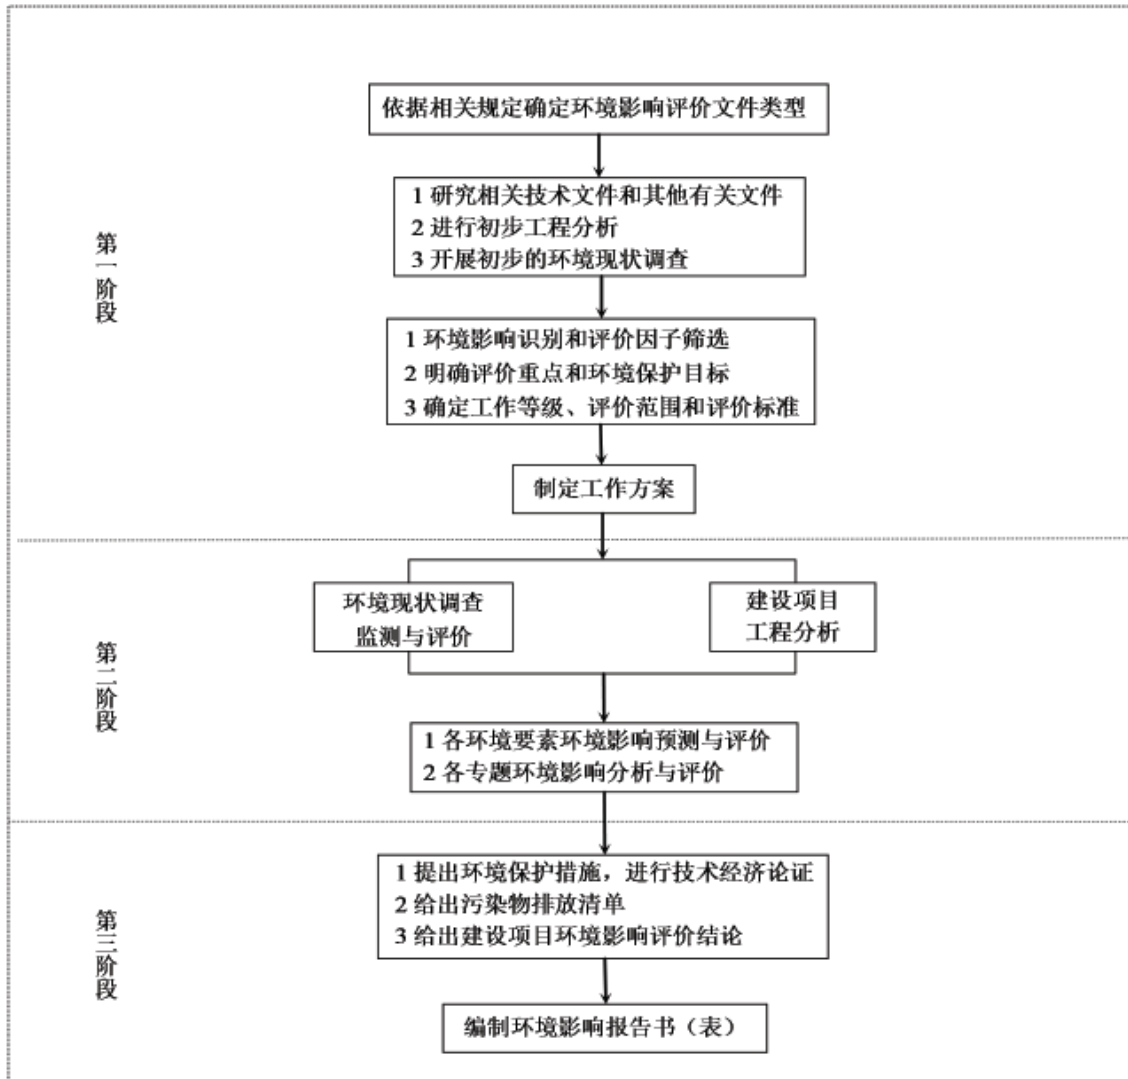 依据相关规定确定环境影响评价文件类型
1 研究相关技术文件和其他有关文件
2 进行初步工程分析
3 开展初步的环境现状调查
第一阶段
1 环境影响识别和评价因子筛选
2 明确评价重点和环境保护目标
3 确定工作等级、评价范围和评价标准
制定工作方案
环境现状调查
监测与评价
建设项目
工程分析
第二阶段
1 各环境要素环境影响预测与评价
2 各专题环境影响分析与评价
1 提出环境保护措施，进行技术经济论证
2 给出污染物排放清单
3 给出建设项目环境影响评价结论
第三阶段
编制环境影响报告书（表）